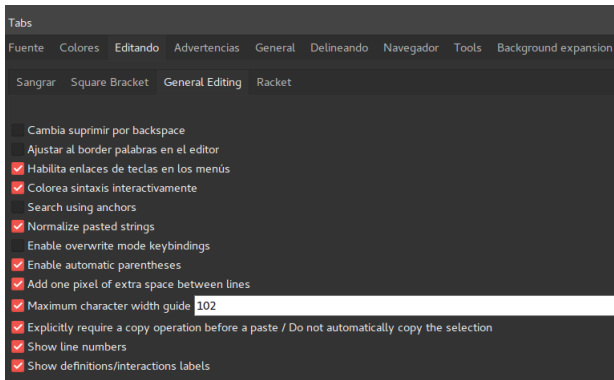 Tabs
Fuente Colores Editando Advertencias General Delineando Navegador Tools Background expansion
Sangrar Square Bracket General Editing Racket
Cambia suprimir por backspace
Ajustar al border palabras en el editor
Habilita enlaces de teclas en los menús
Colorea sintaxis interactivamente
Search using anchors
Normalize pasted strings
Enable overwrite mode keybindings
Enable automatic parentheses
Add one pixel of extra space between lines
Maximum character width guide 102
Explicitly require a copy operation before a paste / Do not automatically copy the selection
Show line numbers
Show definitions/interactions labels